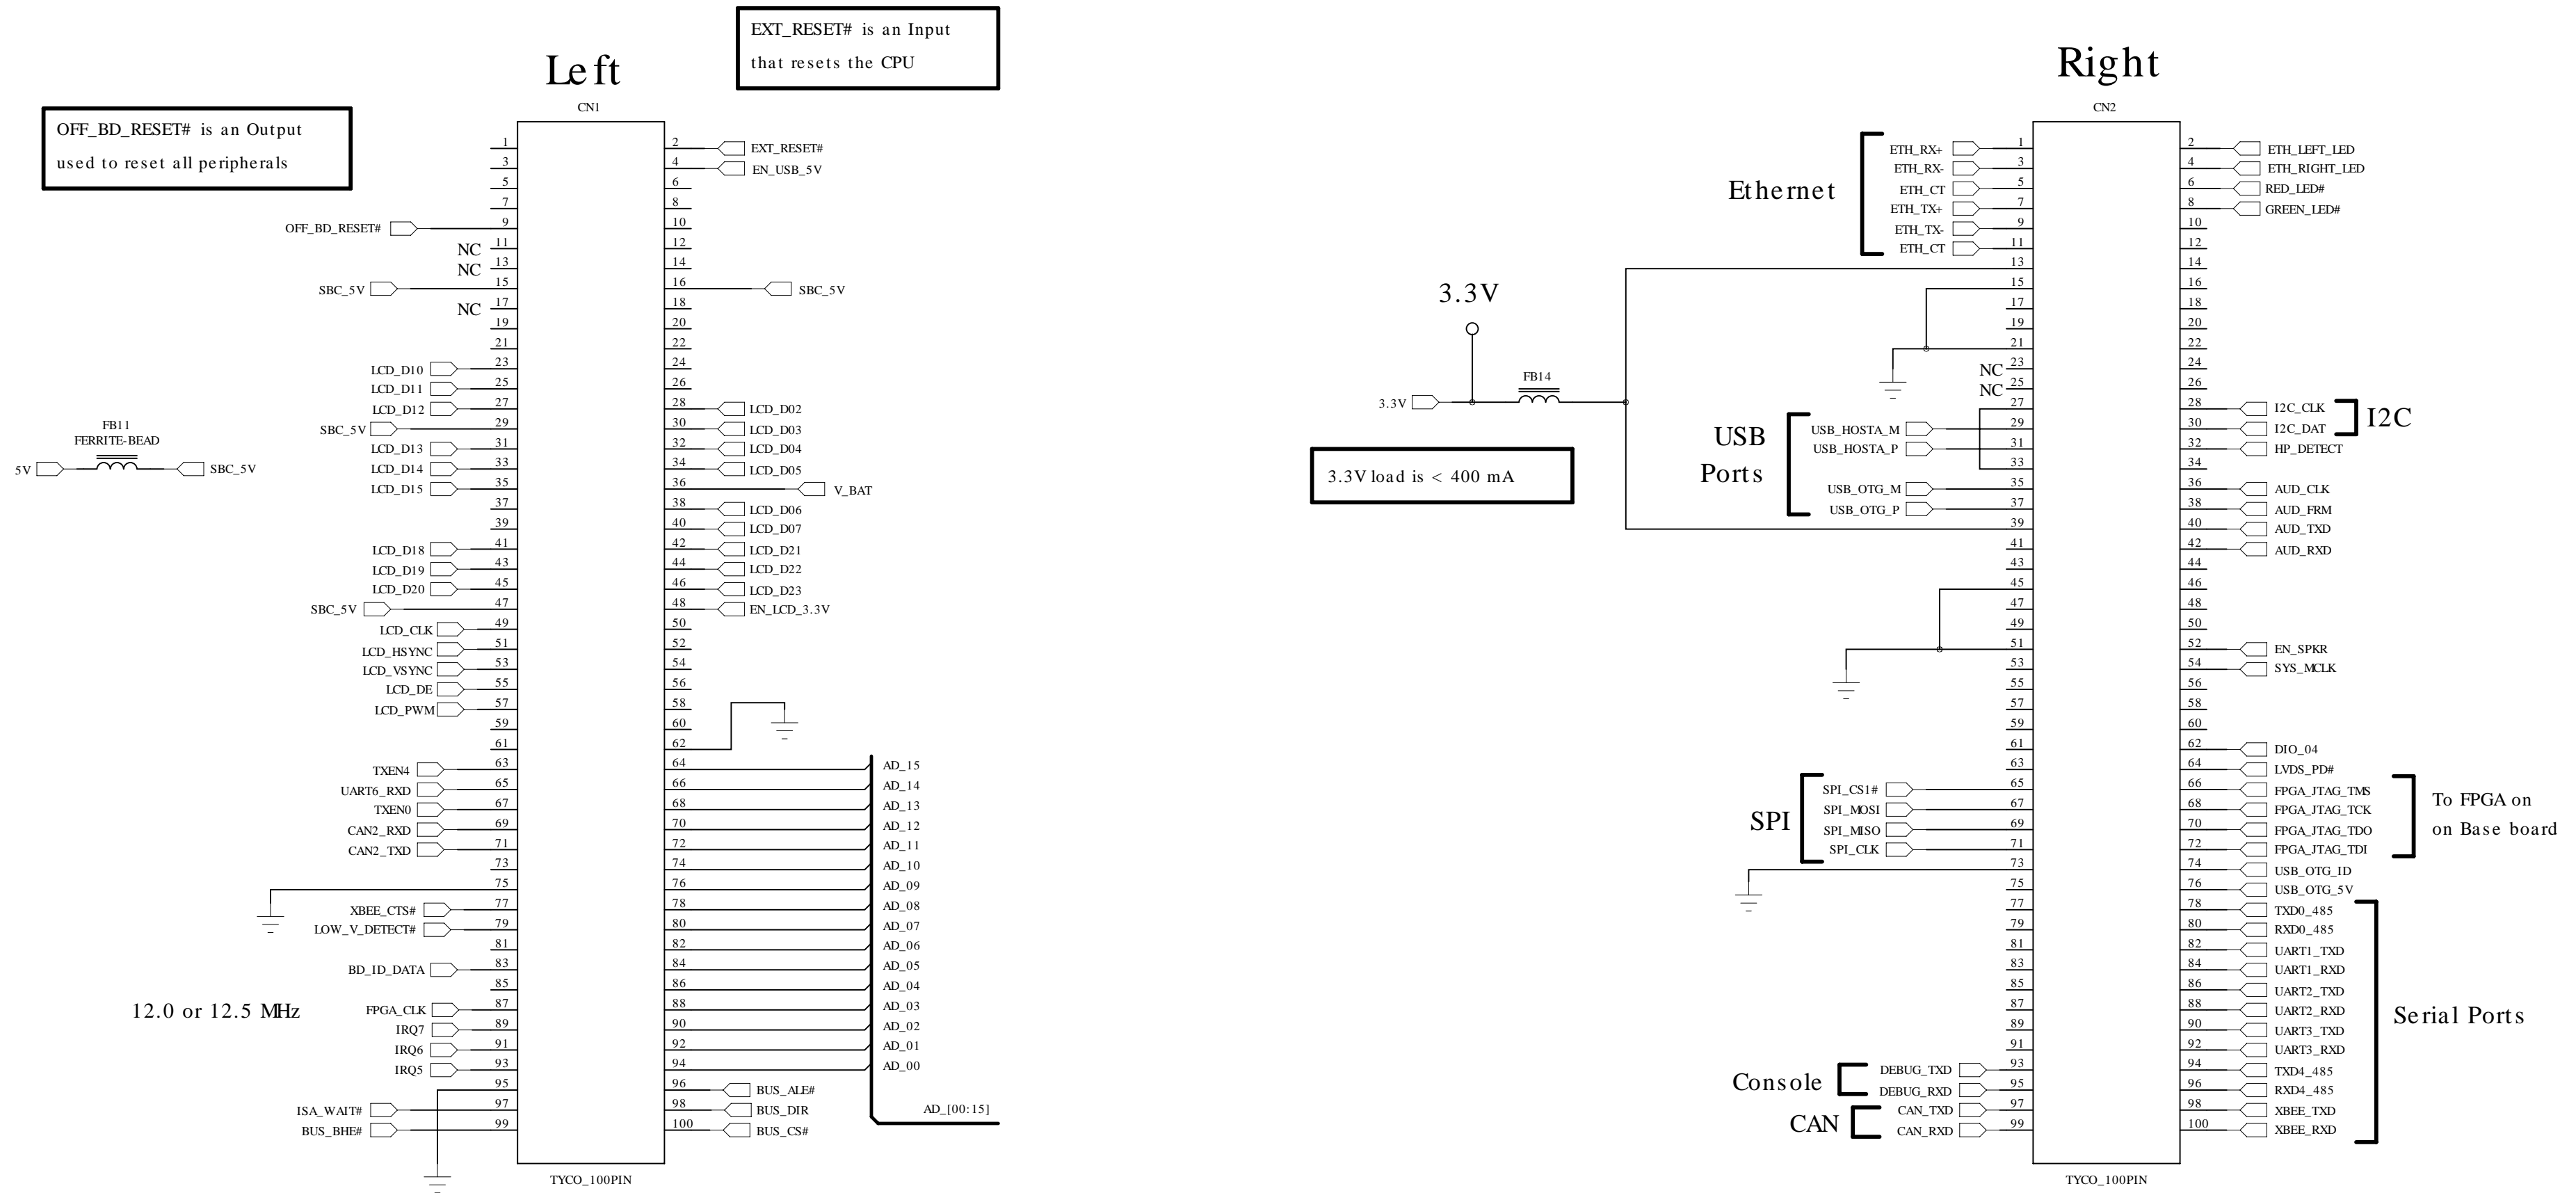 EXT_RESET# is an Input
that resets the CPU
Left
CN1
OFF_BD_RESET# is an Output
used to reset all peripherals
1
2 EXT_RESET#
3
4 EN_USB_5V
5
6
7
8
OFF_BD_RESET# 9
10
NC 11
12
NC 13
14
SBC_5V 15
16 SBC_5V
NC 17
18
19
20
21
22
LCD_D10 23
24
LCD_D11 25
26
LCD_D12 27
28 LCD_D02
SBC_5V 29
30 LCD_D03
LCD_D13 31
32 LCD_D04
LCD_D14 33
34 LCD_D05
LCD_D15 35
36 V_BAT
37
38 LCD_D06
39
40 LCD_D07
LCD_D18 41
42 LCD_D21
LCD_D19 43
44 LCD_D22
LCD_D20 45
46 LCD_D23
SBC_5V 47
48 EN_LCD_3.3V
LCD_CLK 49
50
LCD_HSYNC 51
52
LCD_VSYNC 53
54
LCD_DE 55
56
LCD_PWM 57
58
59
60
61
62
TXEN4 63
64 AD_15
UART6_RXD 65
66 AD_14
TXEN0 67
68 AD_13
CAN2_RXD 69
70 AD_12
CAN2_TXD 71
72 AD_11
73
74 AD_10
75
76 AD_09
XBEE_CTS# 77
78 AD_08
LOW_V_DETECT# 79
80 AD_07
81
82 AD_06
BD_ID_DATA 83
84 AD_05
85
86 AD_04
FPGA_CLK 87
88 AD_03
IRQ7 89
90 AD_02
IRQ6 91
92 AD_01
IRQ5 93
94 AD_00
95
96 BUS_ALE#
ISA_WAIT# 97
98 BUS_DIR
BUS_BHE# 99
100 BUS_CS#
AD_[00:15]
TYCO_100PIN
FB11
FERRITE-BEAD
5V
SBC_5V
12.0 or 12.5 MHz
Right
CN2
Ethernet
ETH_RX+ 1
2 ETH_LEFT_LED
ETH_RX- 3
4 ETH_RIGHT_LED
ETH_CT 5
6 RED_LED#
ETH_TX+ 7
8 GREEN_LED#
ETH_TX- 9
10
ETH_CT 11
12
13
14
15
16
17
18
19
20
21
22
NC 23
24
NC 25
26
27
28 I2C_CLK
USB_HOSTA_M 29
30 I2C_DAT
I2C
USB_HOSTA_P 31
32 HP_DETECT
33
34
USB_OTG_M 35
36 AUD_CLK
USB_OTG_P 37
38 AUD_FRM
39
40 AUD_TXD
41
42 AUD_RXD
43
44
45
46
47
48
49
50
51
52 EN_SPKR
53
54 SYS_MCLK
55
56
57
58
59
60
61
62 DIO_04
63
64 LVDS_PD#
SPI_CS1# 65
66 FPGA_JTAG_TMS
SPI_MOSI 67
68 FPGA_JTAG_TCK
SPI_MISO 69
70 FPGA_JTAG_TDO
SPI_CLK 71
72 FPGA_JTAG_TDI
73
74 USB_OTG_ID
75
76 USB_OTG_5V
77
78 TXD0_485
79
80 RXD0_485
81
82 UART1_TXD
83
84 UART1_RXD
85
86 UART2_TXD
87
88 UART2_RXD
89
90 UART3_TXD
91
92 UART3_RXD
DEBUG_TXD 93
94 TXD4_485
DEBUG_RXD 95
96 RXD4_485
CAN_TXD 97
98 XBEE_TXD
CAN_RXD 99
100 XBEE_RXD
TYCO_100PIN
3.3V
3.3V
FB14
3.3V load is < 400 mA
USB
Ports
SPI
Console
CAN
To FPGA on
on Base board
Serial Ports